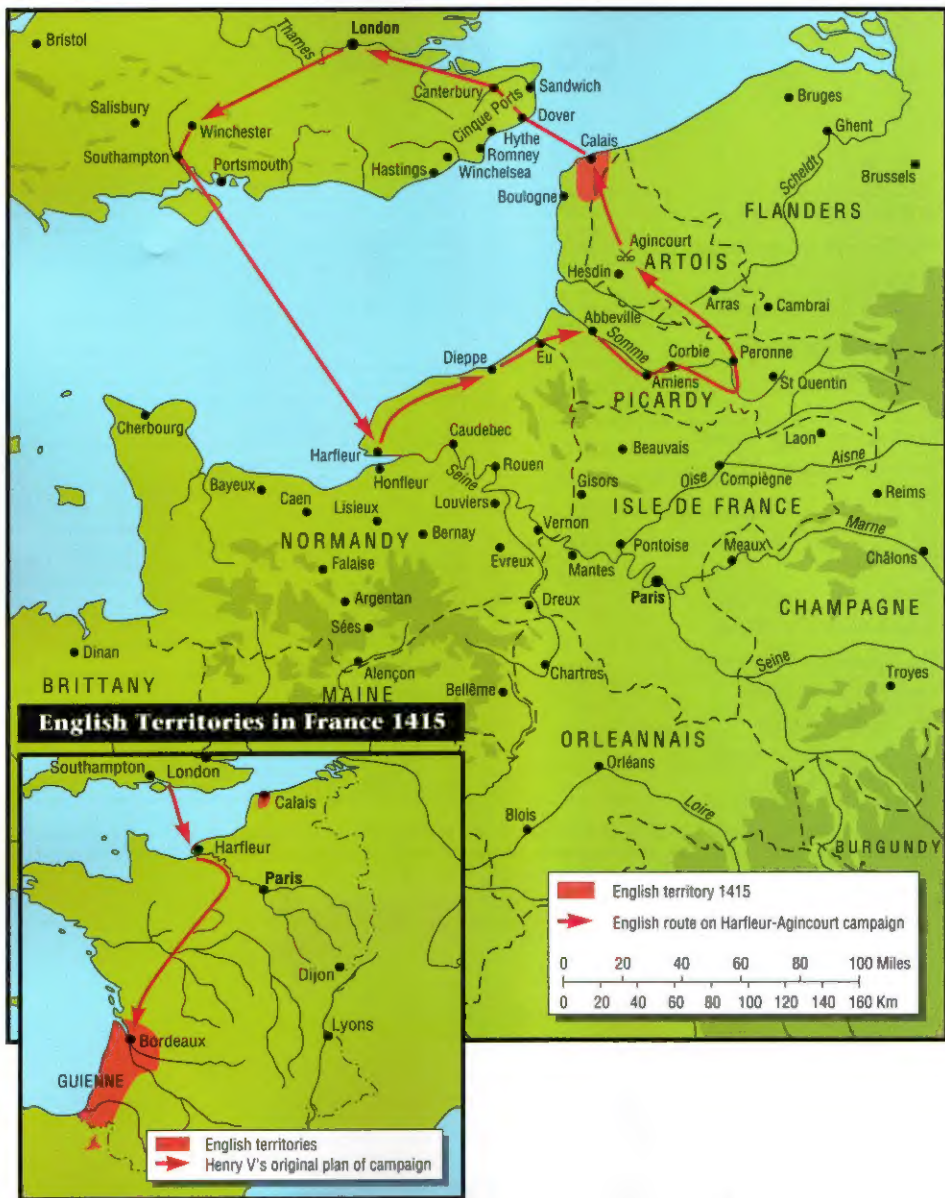 Bristol
Thames
London
Canterbury
Sandwich
Cinque Ports
Dover
Salisbury
Winchester
Hythe
Romney
Southampton
Portsmouth
Hastings
Winchelsea
Calais
Boulogne
Bruges
Ghent
Scheldt
Brussels
FLANDERS
Agincourt
ARTOIS
Hesdin
Arras
Cambrai
Abbeville
Somme
Dieppe
Eu
Corbie
Peronne
Amiens
St Quentin
PICARDY
Cherbourg
Harfleur
Caudebec
Beauvais
Laon
Aisne
Honfleur
Seine
Rouen
Oise
Compiègne
Bayeux
Caen
Lisieux
Louviers
Gisors
ISLE DE FRANCE
Reims
NORMANDY
Bernay
Vernon
Marne
Evreux
Mantes
Pontoise
Meaux
Châlons
Falaise
Paris
Argentan
Dreux
CHAMPAGNE
Sées
Dinan
Alençon
Chartres
Seine
Troyes
BRITTANY
MAINE
Bellême
ORLEANNAIS
Orléans
Loire
Blois
BURGUNDY
English territory 1415
English route on Harfleur-Agincourt campaign
0 20 40 60 80 100 Miles
0 20 40 60 80 100 120 140 160 Km
English Territories in France 1415
Southampton
London
Calais
Harfleur
Paris
Dijon
Lyons
Bordeaux
GUIENNE
English territories
Henry V's original plan of campaign